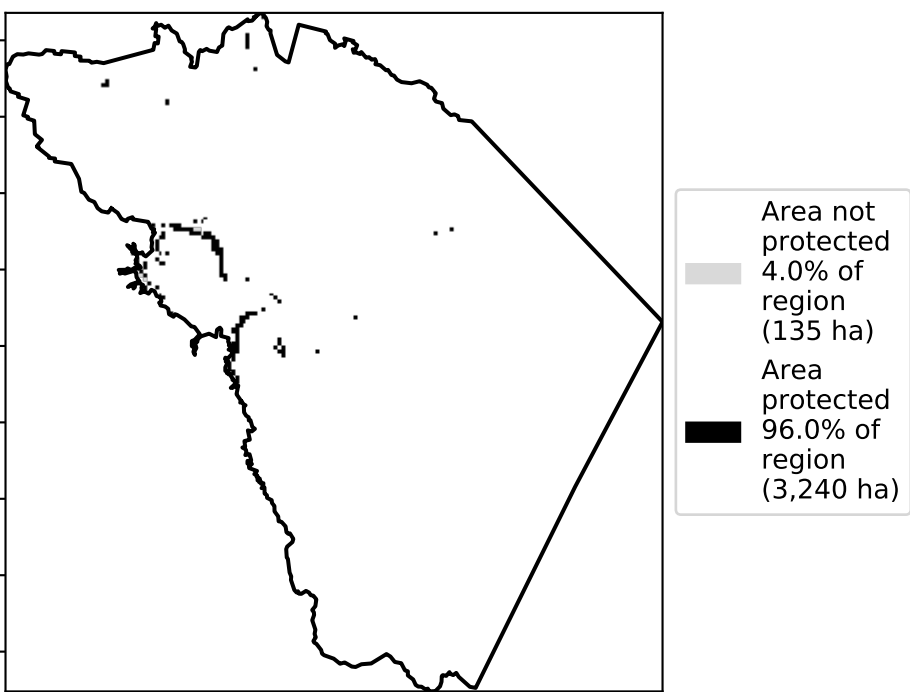 Area not
protected
4.0% of
region
(135 ha)
Area
protected
96.0% of
region
(3,240 ha)